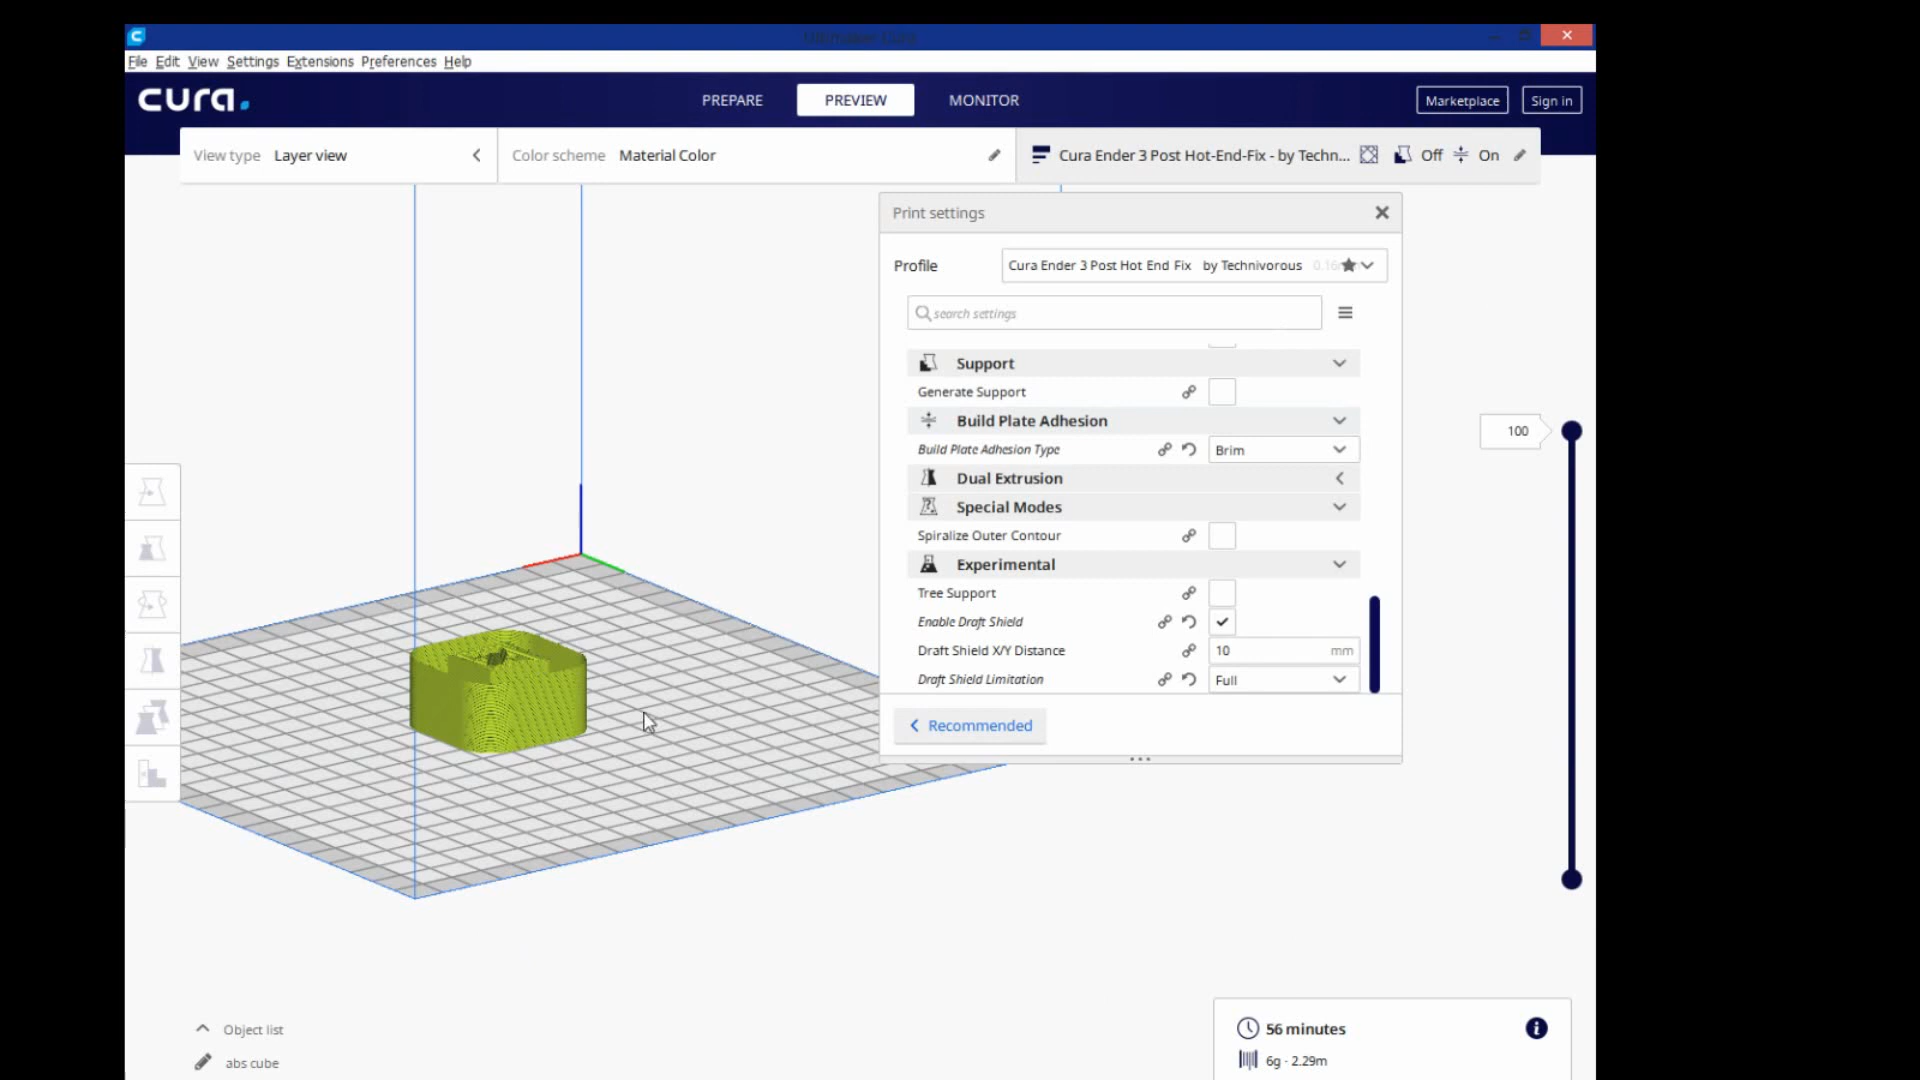 Ultimaker Cura
File Edit View Settings Extensions Preferences Help
cura.
PREPARE PREVIEW MONITOR
Marketplace Sign in
View type Layer view
Color scheme Material Color
Cura Ender 3 Post Hot-End-Fix - by Techn... Off On
Print settings
Profile Cura Ender 3 Post Hot End Fix by Technivorous
search settings
Support
Generate Support
Build Plate Adhesion
Build Plate Adhesion Type Brim
Dual Extrusion
Special Modes
Spiralize Outer Contour
Experimental
Tree Support
Enable Draft Shield
Draft Shield X/Y Distance 10 mm
Draft Shield Limitation Full
Recommended
100
Object list
abs cube
56 minutes
6g · 2.29m